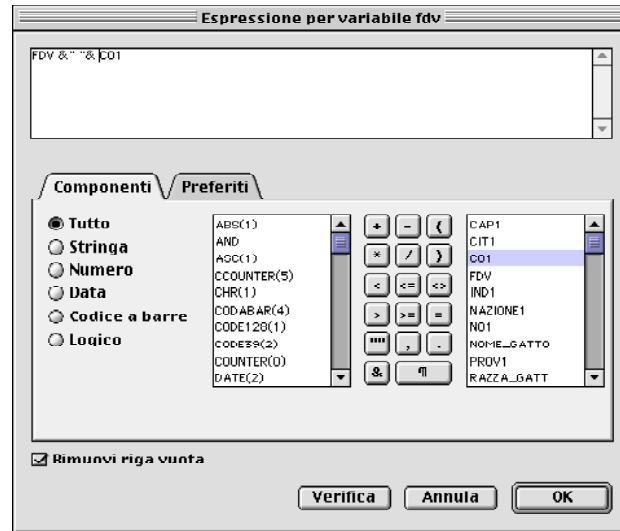 Espressione per variabile fdv
FDV &" "& CO1
Componenti Preferiti
Tutto
Stringa
Numero
Data
Codice a barre
Logico
ABS(1)
AND
ASC(1)
CCOUNTER(5)
CHR(1)
CODABAR(4)
CODE128(1)
CODE39(2)
COUNTER(0)
DATE(2)
+ - (
* / )
< <= <>
> >= =
"" , .
& ¶
CAP1
CIT1
CO1
FDV
IND1
NAZIONE1
NO1
NOME_GATTO
PROV1
RAZZA_GATT
Rimuovi riga vuota
Verifica Annulla OK